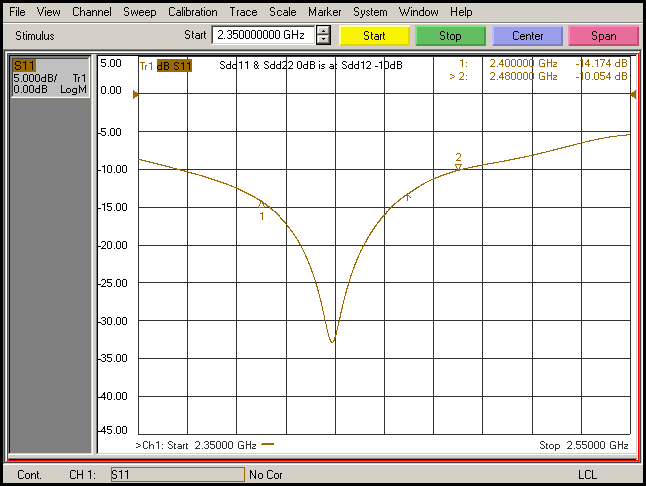 File View Channel Sweep Calibration Trace Scale Marker System Window Help
Stimulus Start 2.350000000 GHz Start Stop Center Span
S11
5.000dB/ Tr1
0.00dB LogM
5.00
0.00
-5.00
-10.00
-15.00
-20.00
-25.00
-30.00
-35.00
-40.00
-45.00
Tr1 dB S11 Sdd11 & Sdd22 0dB is at Sdd12 -10dB
1: 2.400000 GHz -14.174 dB
> 2: 2.480000 GHz -10.054 dB
2
1
>Ch1: Start 2.35000 GHz Stop 2.55000 GHz
Cont. CH 1: S11 No Cor LCL